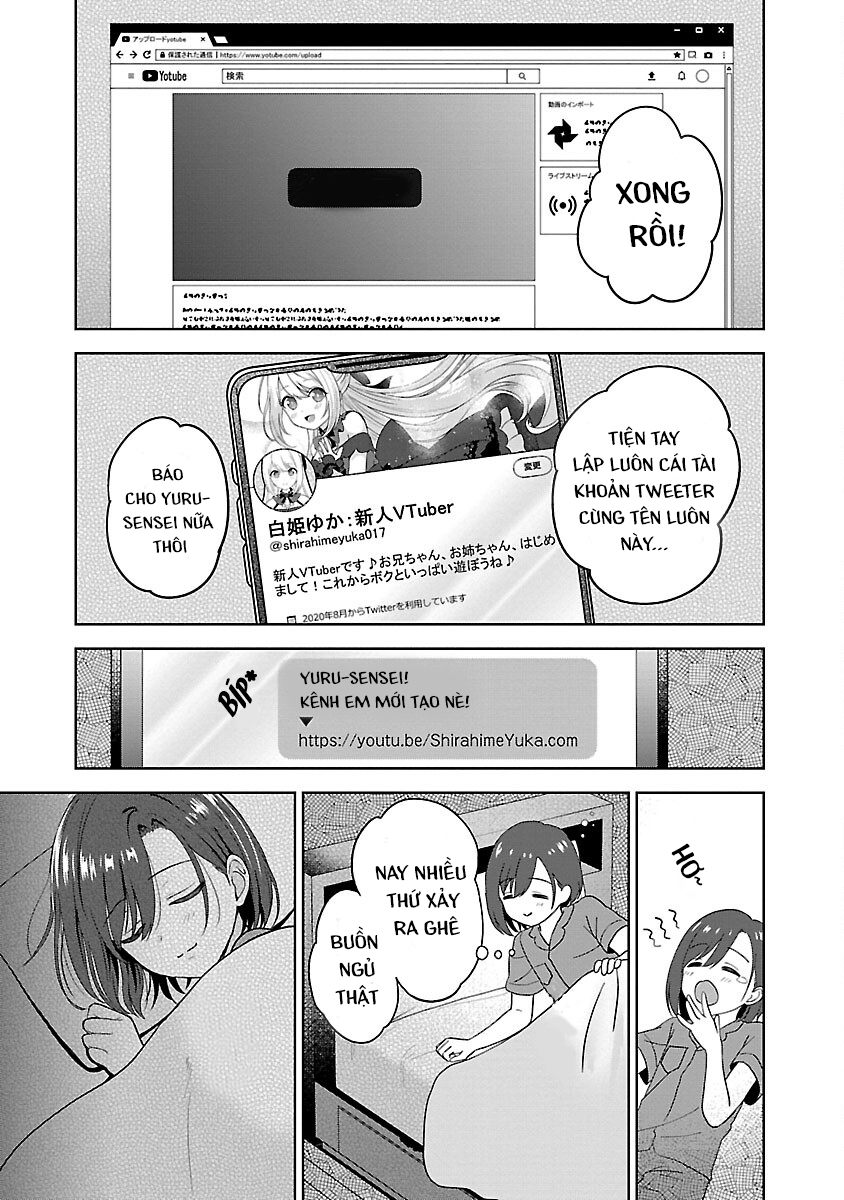 アップロードyotube
保護された通信 https://www.yotube.com/upload
Yotube
検索
動画のインポート
ライブストリーム
XONG
RỒI!
TIỆN TAY
LẬP LUÔN CÁI TÀI
KHOẢN TWEETER
CÙNG TÊN LUÔN
NÀY...
変更
白姫ゆか：新人VTuber
@shirahimeyuka017
新人VTuberです♪お兄ちゃん、お姉ちゃん、はじめ
まして！これからボクといっぱい遊ぼうね♪
2020年8月からTwitterを利用しています
BÁO
CHO YURU-
SENSEI NỮA
THÔI
BÍP*
YURU-SENSEI!
KÊNH EM MỚI TẠO NÈ!
https://youtu.be/ShirahimeYuka.com
HƠ~
NAY NHIỀU
THỨ XẢY
RA GHÊ
BUỒN
NGỦ
THẬT